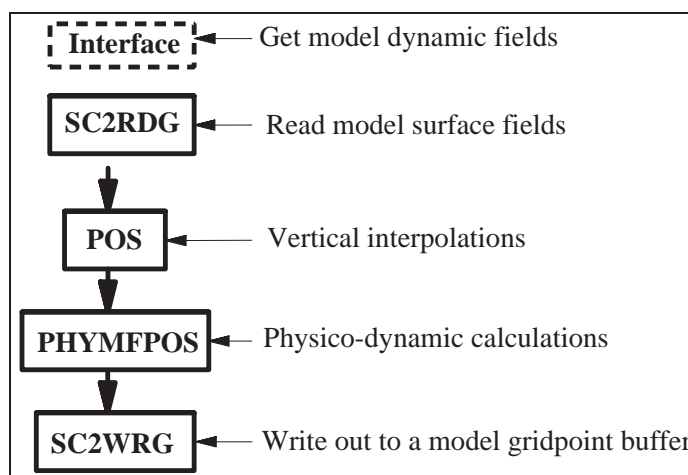 Interface Get model dynamic fields
SC2RDG Read model surface fields
POS Vertical interpolations
PHYMFPOS Physico-dynamic calculations
SC2WRG Write out to a model gridpoint buffer